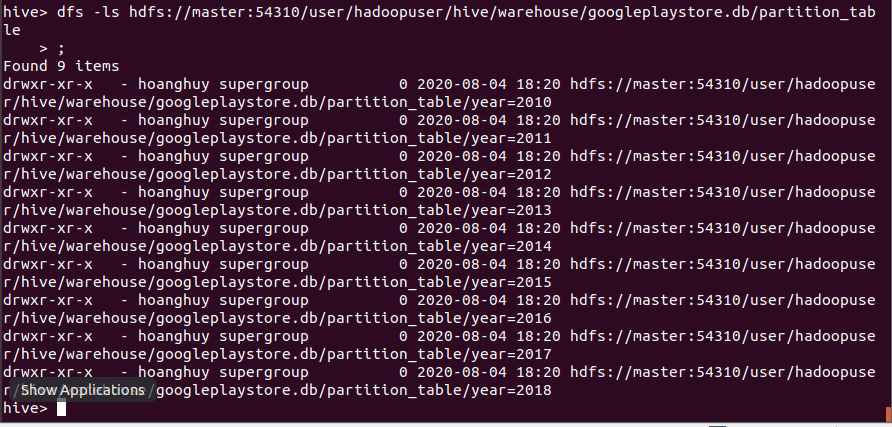 hive> dfs -ls hdfs://master:54310/user/hadoopuser/hive/warehouse/googleplaystore.db/partition_tab
le
    > ;
Found 9 items
drwxr-xr-x   - hoanghuy supergroup          0 2020-08-04 18:20 hdfs://master:54310/user/hadoopuse
r/hive/warehouse/googleplaystore.db/partition_table/year=2010
drwxr-xr-x   - hoanghuy supergroup          0 2020-08-04 18:20 hdfs://master:54310/user/hadoopuse
r/hive/warehouse/googleplaystore.db/partition_table/year=2011
drwxr-xr-x   - hoanghuy supergroup          0 2020-08-04 18:20 hdfs://master:54310/user/hadoopuse
r/hive/warehouse/googleplaystore.db/partition_table/year=2012
drwxr-xr-x   - hoanghuy supergroup          0 2020-08-04 18:20 hdfs://master:54310/user/hadoopuse
r/hive/warehouse/googleplaystore.db/partition_table/year=2013
drwxr-xr-x   - hoanghuy supergroup          0 2020-08-04 18:20 hdfs://master:54310/user/hadoopuse
r/hive/warehouse/googleplaystore.db/partition_table/year=2014
drwxr-xr-x   - hoanghuy supergroup          0 2020-08-04 18:20 hdfs://master:54310/user/hadoopuse
r/hive/warehouse/googleplaystore.db/partition_table/year=2015
drwxr-xr-x   - hoanghuy supergroup          0 2020-08-04 18:20 hdfs://master:54310/user/hadoopuse
r/hive/warehouse/googleplaystore.db/partition_table/year=2016
drwxr-xr-x   - hoanghuy supergroup          0 2020-08-04 18:20 hdfs://master:54310/user/hadoopuse
r/hive/warehouse/googleplaystore.db/partition_table/year=2017
drwxr-xr-x   - hoanghuy supergroup          0 2020-08-04 18:20 hdfs://master:54310/user/hadoopuse
Show Applications /googleplaystore.db/partition_table/year=2018
hive>